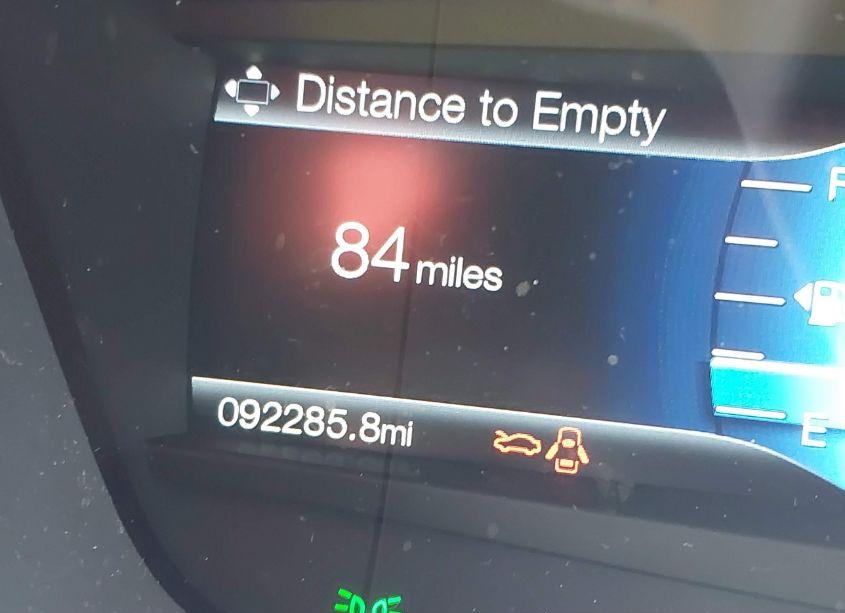 Distance to Empty
F
84 miles
E
092285.8mi